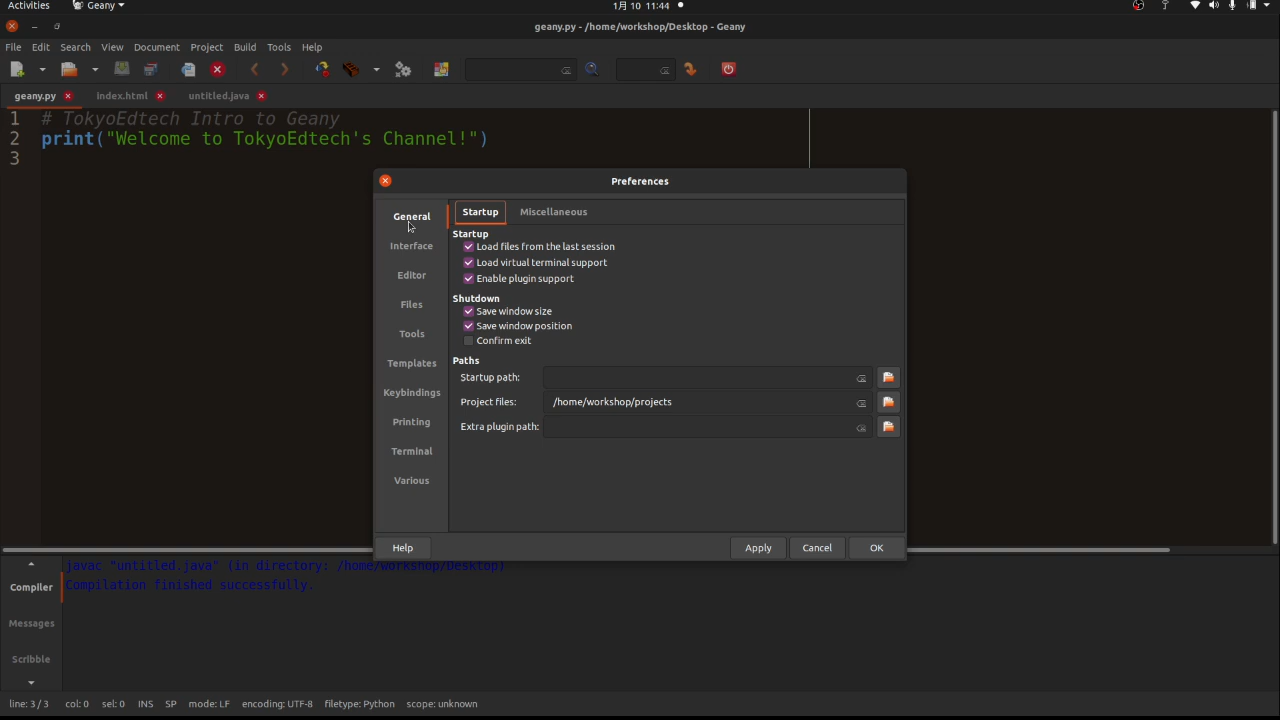 Activities Geany 1月 10 11:44
geany.py - /home/workshop/Desktop - Geany
File Edit Search View Document Project Build Tools Help
geany.py index.html untitled.java
1 # TokyoEdtech Intro to Geany
2 print("Welcome to TokyoEdtech's Channel!")
3
Preferences
General
Interface
Editor
Files
Tools
Templates
Keybindings
Printing
Terminal
Various
Startup Miscellaneous
Startup
Load files from the last session
Load virtual terminal support
Enable plugin support
Shutdown
Save window size
Save window position
Confirm exit
Paths
Startup path:
Project files: /home/workshop/projects
Extra plugin path:
Help Apply Cancel OK
Compiler
Messages
Scribble
javac "untitled.java" (in directory: /home/workshop/Desktop)
Compilation finished successfully.
line: 3 / 3 col: 0 sel: 0 INS SP mode: LF encoding: UTF-8 filetype: Python scope: unknown